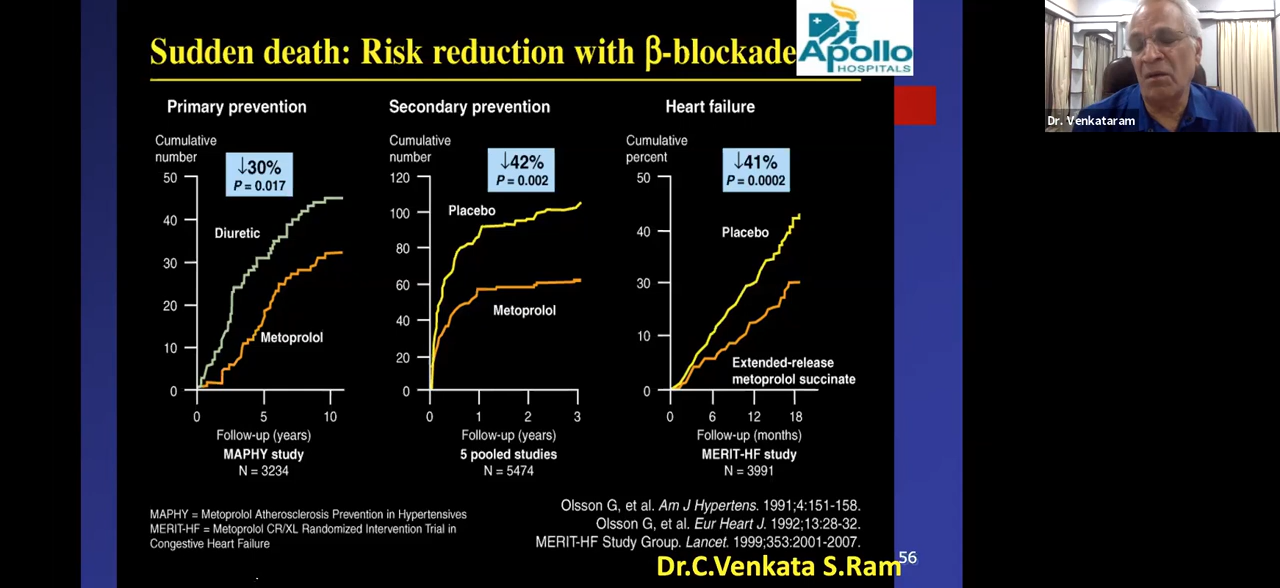 Sudden death: Risk reduction with β-blockade
Apollo
HOSPITALS
Dr. Venkataram
Primary prevention
Cumulative
number
↓30%
P = 0.017
50
40
30
20
10
0
Diuretic
Metoprolol
0 5 10
Follow-up (years)
MAPHY study
N = 3234
Secondary prevention
Cumulative
number
↓42%
P = 0.002
120
100
80
60
40
20
0
Placebo
Metoprolol
0 1 2 3
Follow-up (years)
5 pooled studies
N = 5474
Heart failure
Cumulative
percent
↓41%
P = 0.0002
50
40
30
10
0
Placebo
Extended-release
metoprolol succinate
0 6 12 18
Follow-up (months)
MERIT-HF study
N = 3991
MAPHY = Metoprolol Atherosclerosis Prevention in Hypertensives
MERIT-HF = Metoprolol CR/XL Randomized Intervention Trial in
Congestive Heart Failure
Olsson G, et al. Am J Hypertens. 1991;4:151-158.
Olsson G, et al. Eur Heart J. 1992;13:28-32.
MERIT-HF Study Group. Lancet. 1999;353:2001-2007.
56
Dr.C.Venkata S.Ram